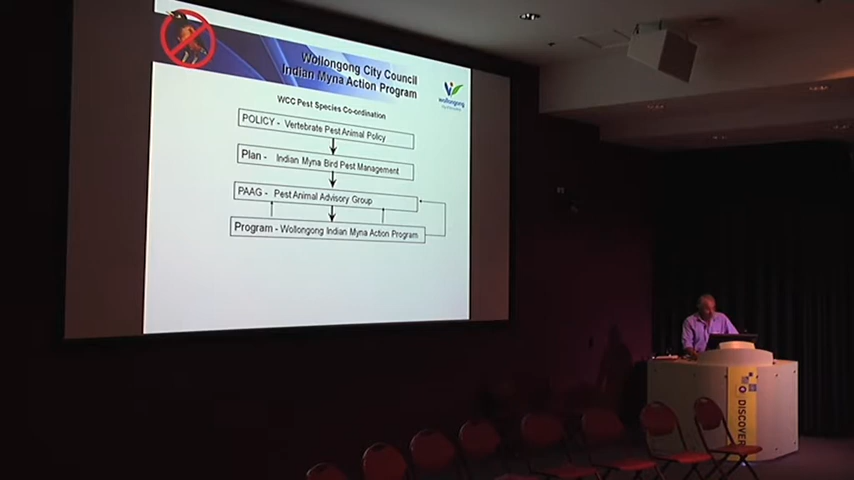 Wollongong City Council
Indian Myna Action Program
wollongong
WCC Pest Species Co-ordination
POLICY - Vertebrate Pest Animal Policy
Plan - Indian Myna Bird Pest Management
PAAG - Pest Animal Advisory Group
Program - Wollongong Indian Myna Action Program
DISCOVER